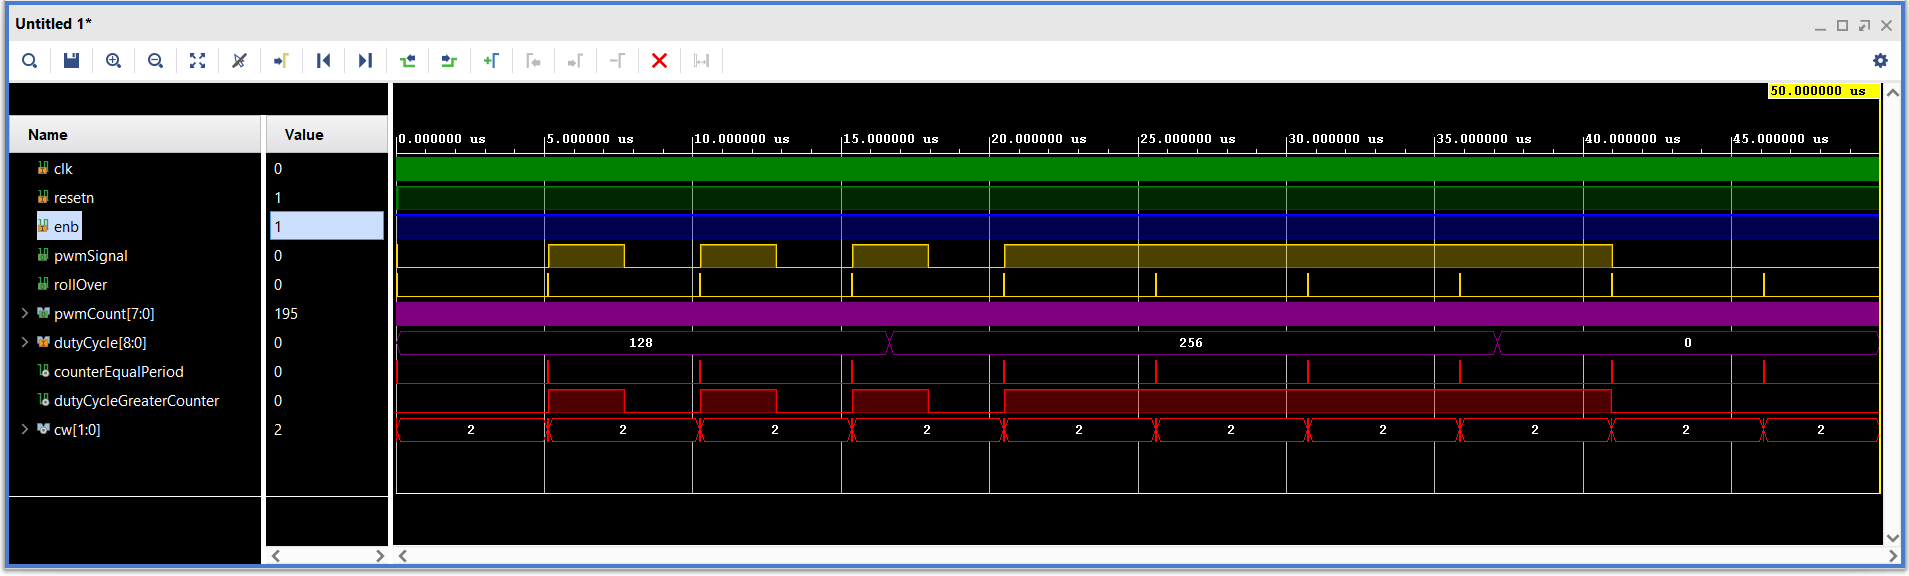 Untitled 1*
50.000000 us
Name Value
0.000000 us 5.000000 us 10.000000 us 15.000000 us 20.000000 us 25.000000 us 30.000000 us 35.000000 us 40.000000 us 45.000000 us
clk 0
resetn 1
enb 1
pwmSignal 0
rollOver 0
pwmCount[7:0] 195
dutyCycle[8:0] 0 128 256 0
counterEqualPeriod 0
dutyCycleGreaterCounter 0
cw[1:0] 2 2 2 2 2 2 2 2 2 2 2